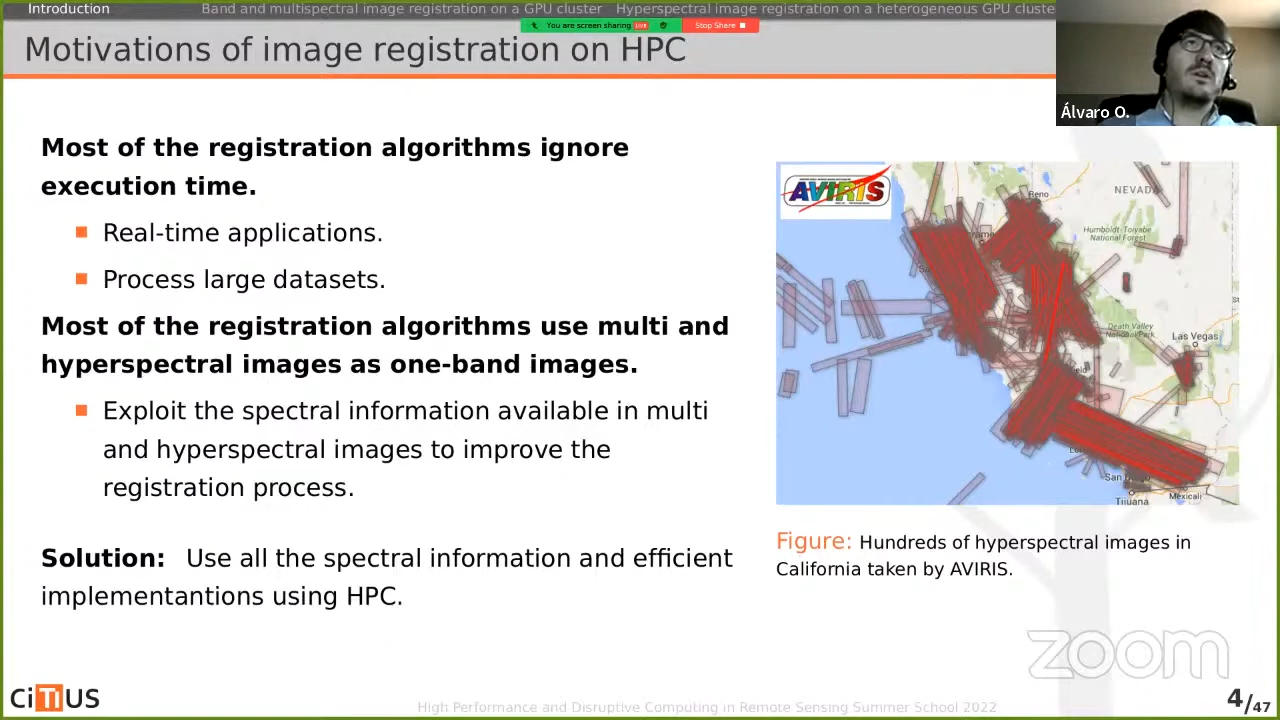 Introduction
Band and multispectral image registration on a GPU cluster
Hyperspectral image registration on a heterogeneous GPU cluste
You are screen sharing LIVE
Stop Share
Motivations of image registration on HPC
Álvaro O.
Most of the registration algorithms ignore
execution time.
Real-time applications.
Process large datasets.
Most of the registration algorithms use multi and
hyperspectral images as one-band images.
Exploit the spectral information available in multi
and hyperspectral images to improve the
registration process.
Solution: Use all the spectral information and efficient
implementantions using HPC.
AVIRIS
Reno
NEVADA
Humboldt-Toiyabe
National Forest
Death Valley
National Park
Las Vegas
San Diego
Tijuana
Mexicali
Figure: Hundreds of hyperspectral images in
California taken by AVIRIS.
zoom
CiTIUS
High Performance and Disruptive Computing in Remote Sensing Summer School 2022
4/47